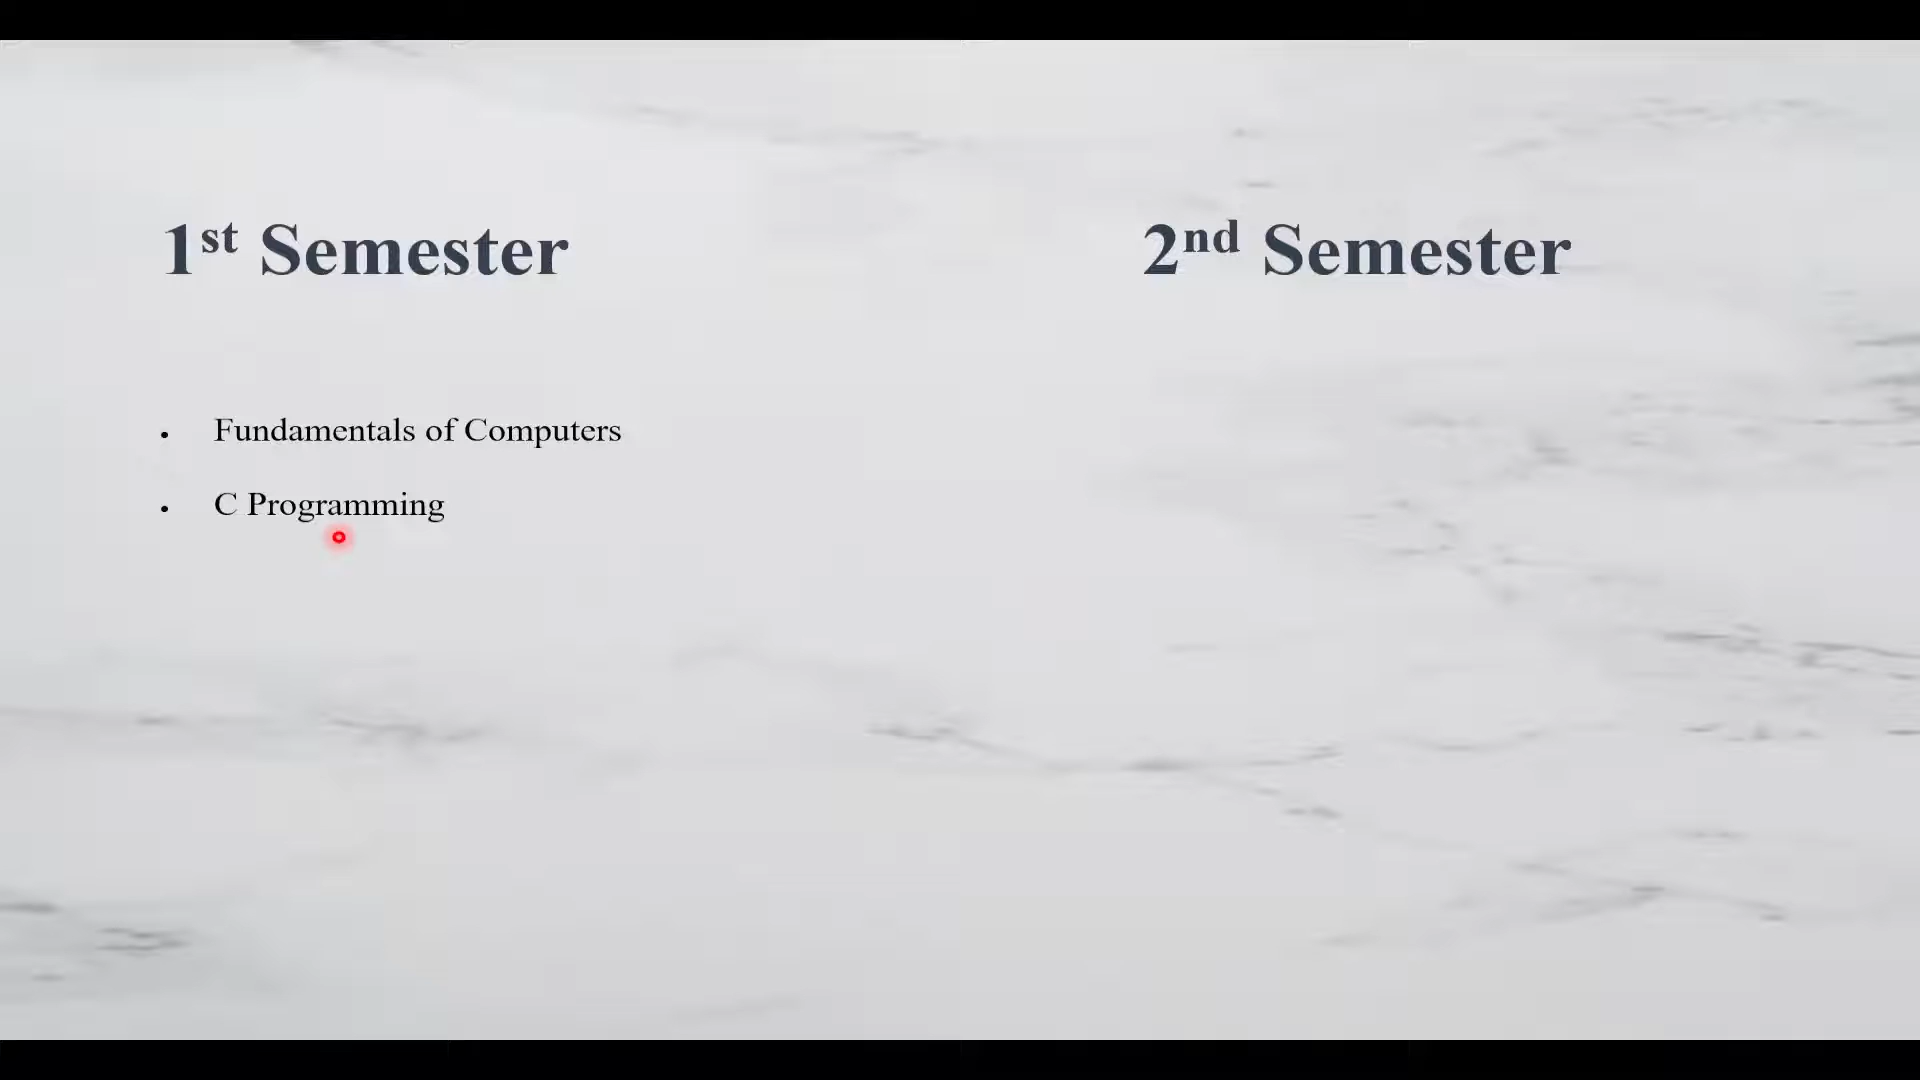 1st Semester
2nd Semester
• Fundamentals of Computers
• C Programming